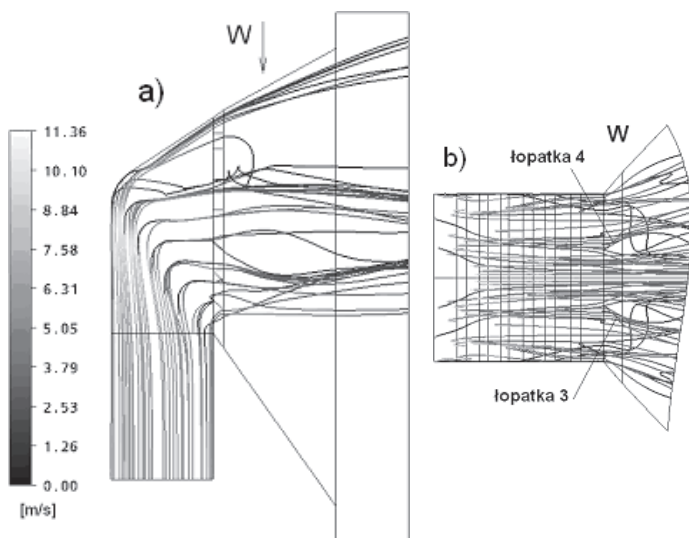 W
a)
11.36
10.10
8.84
7.58
6.31
5.05
3.79
2.53
1.26
0.00
[m/s]
b)
W
łopatka 4
łopatka 3